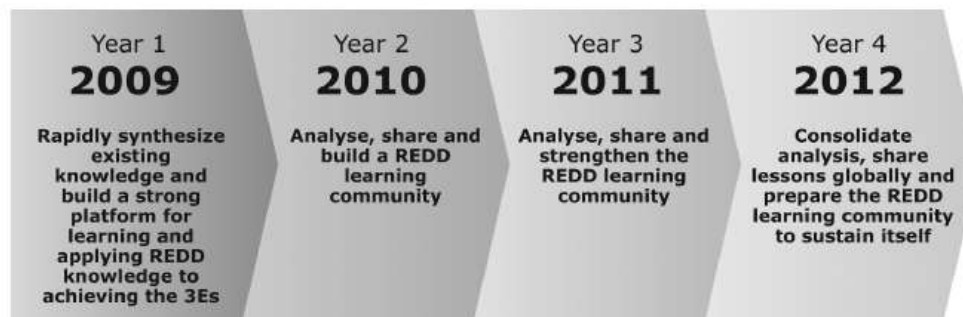 Year 1
2009
Rapidly synthesize
existing
knowledge and
build a strong
platform for
learning and
applying REDD
knowledge to
achieving the 3Es
Year 2
2010
Analyse, share and
build a REDD
learning
community
Year 3
2011
Analyse, share and
strengthen the
REDD learning
community
Year 4
2012
Consolidate
analysis, share
lessons globally and
prepare the REDD
learning community
to sustain itself